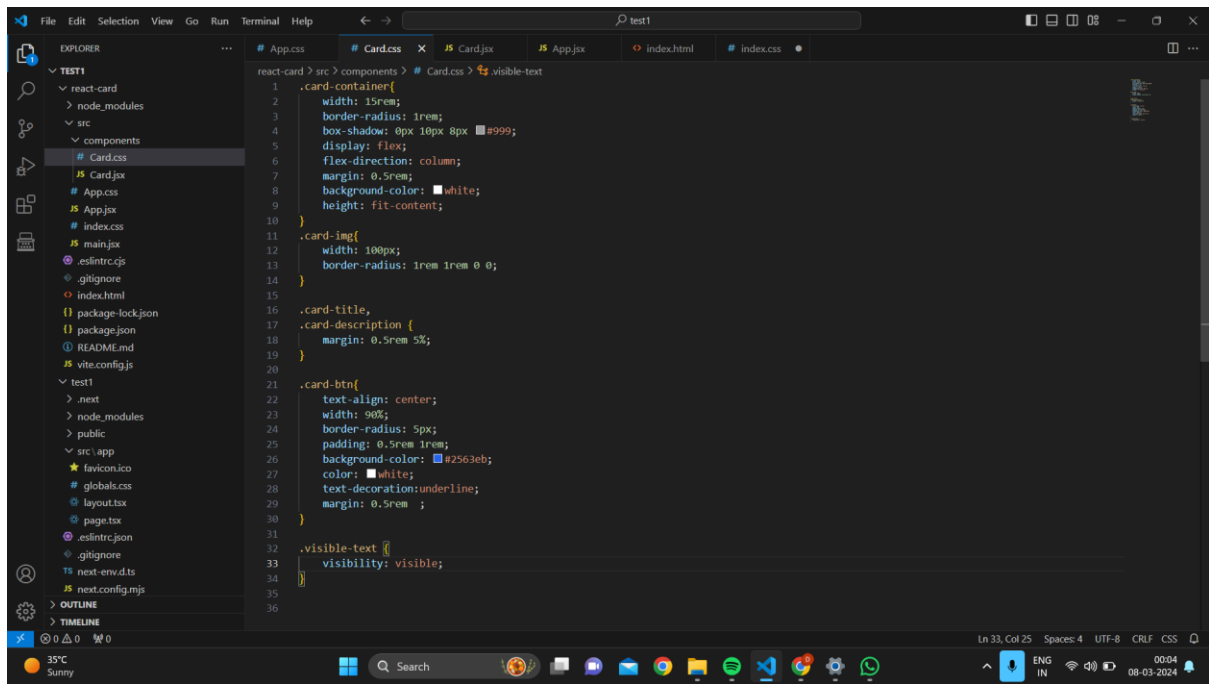 File Edit Selection View Go Run Terminal Help
test1
EXPLORER
TEST1
react-card
node_modules
src
components
# Card.css
JS Card.jsx
# App.css
JS App.jsx
# index.css
JS main.jsx
.eslintrc.cjs
.gitignore
<> index.html
{} package-lock.json
{} package.json
README.md
JS vite.config.js
test1
.next
node_modules
public
src\app
favicon.ico
# globals.css
layout.tsx
page.tsx
.eslintrc.json
.gitignore
TS next-env.d.ts
JS next.config.mjs
OUTLINE
TIMELINE
# App.css # Card.css JS Card.jsx JS App.jsx <> index.html # index.css
react-card > src > components > # Card.css > .visible-text
1 .card-container{
2 width: 15rem;
3 border-radius: 1rem;
4 box-shadow: 0px 10px 8px #999;
5 display: flex;
6 flex-direction: column;
7 margin: 0.5rem;
8 background-color: white;
9 height: fit-content;
10 }
11 .card-img{
12 width: 100px;
13 border-radius: 1rem 1rem 0 0;
14 }
15
16 .card-title,
17 .card-description {
18 margin: 0.5rem 5%;
19 }
20
21 .card-btn{
22 text-align: center;
23 width: 90%;
24 border-radius: 5px;
25 padding: 0.5rem 1rem;
26 background-color: #2563eb;
27 color: white;
28 text-decoration:underline;
29 margin: 0.5rem  ;
30 }
31
32 .visible-text {
33 visibility: visible;
34 }
35
36
0 0 0 Ln 33, Col 25 Spaces: 4 UTF-8 CRLF CSS
35°C
Sunny
Search
ENG
IN
00:04
08-03-2024